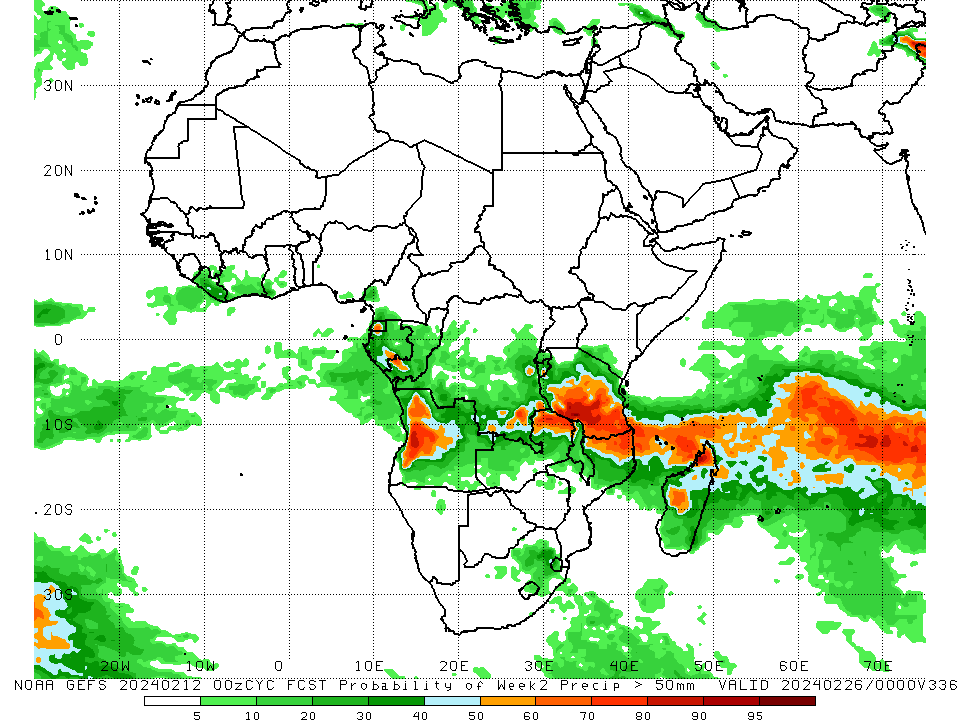 30N
20N
10N
0
10S
20S
30S
20W 10W 0 10E 20E 30E 40E 50E 60E 70E
NOAA GEFS 20240212 00zCYC FCST Probability of Week2 Precip > 50mm VALID 20240226/0000V336
5 10 20 30 40 50 60 70 80 90 95